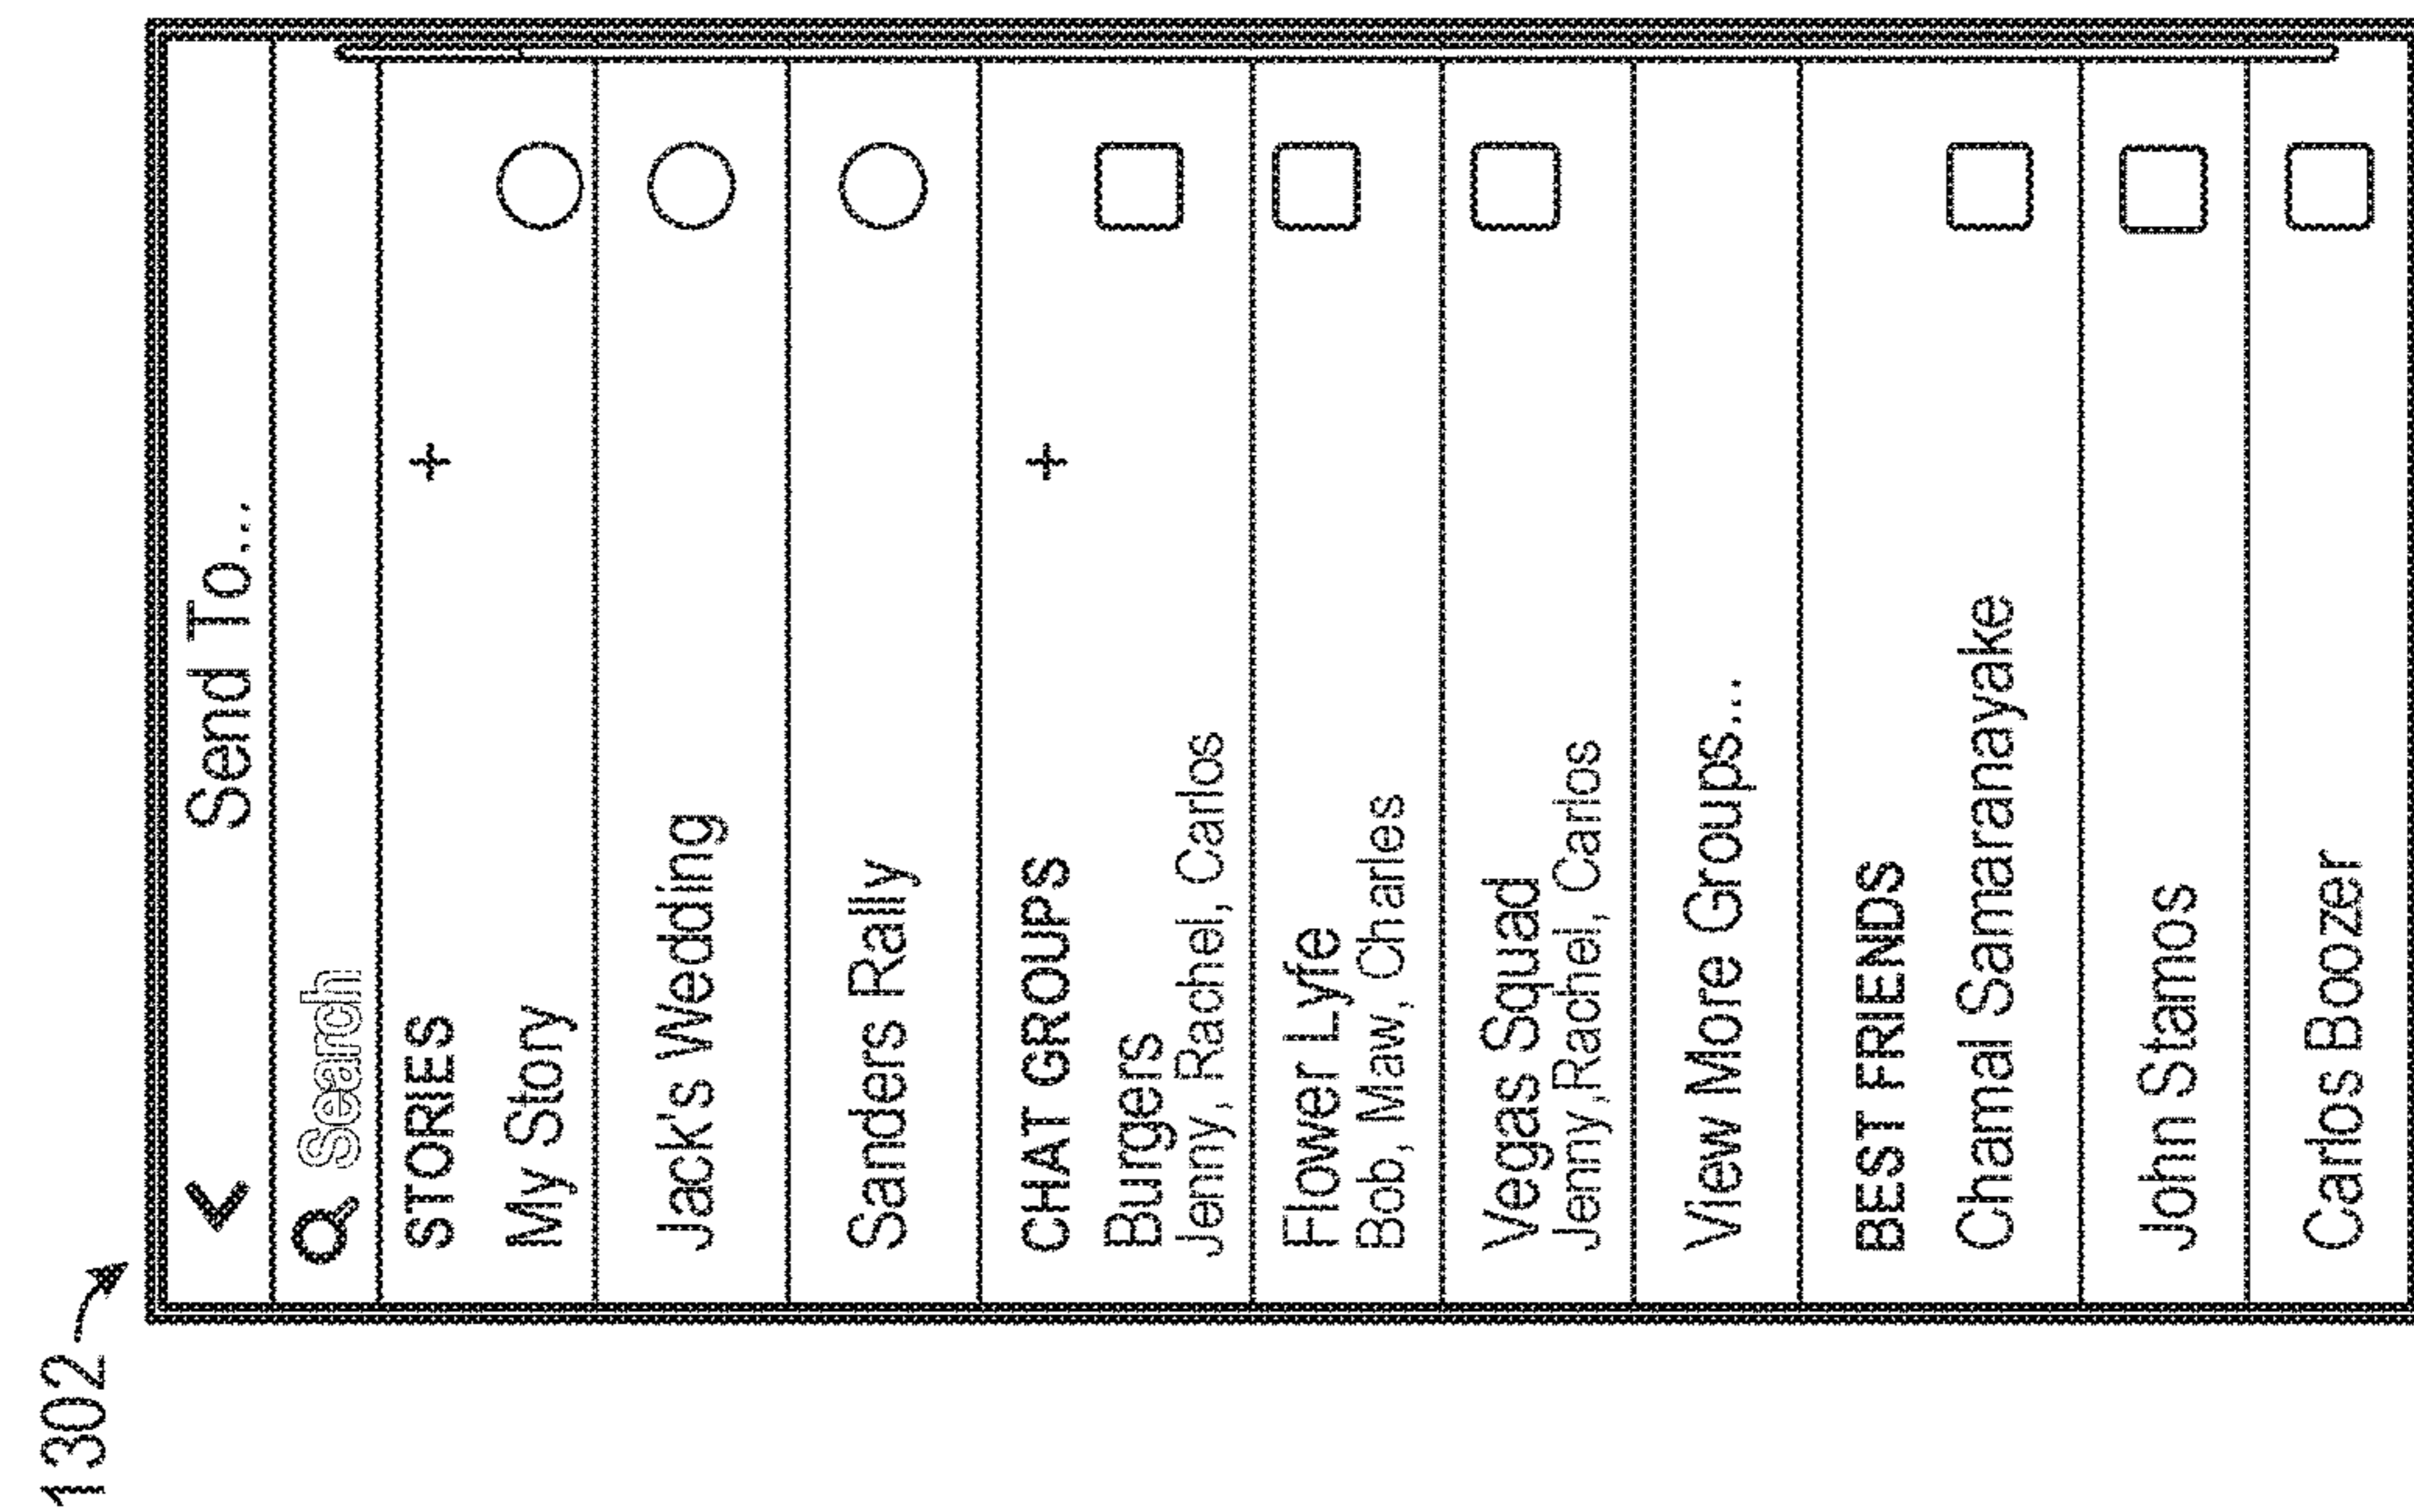 1302
Send To...
Search
STORIES +
My Story
Jack's Wedding
Sanders Rally
CHAT GROUPS +
Burgers
Jenny, Rachel, Carlos
Flower Lyfe
Bob, Maw, Charles
Vegas Squad
Jenny,Rachel, Carlos
View More Groups...
BEST FRIENDS
Chamal Samaranayake
John Stamos
Carlos Boozer